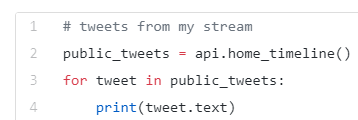 1 # tweets from my stream
2 public_tweets = api.home_timeline()
3 for tweet in public_tweets:
4     print(tweet.text)